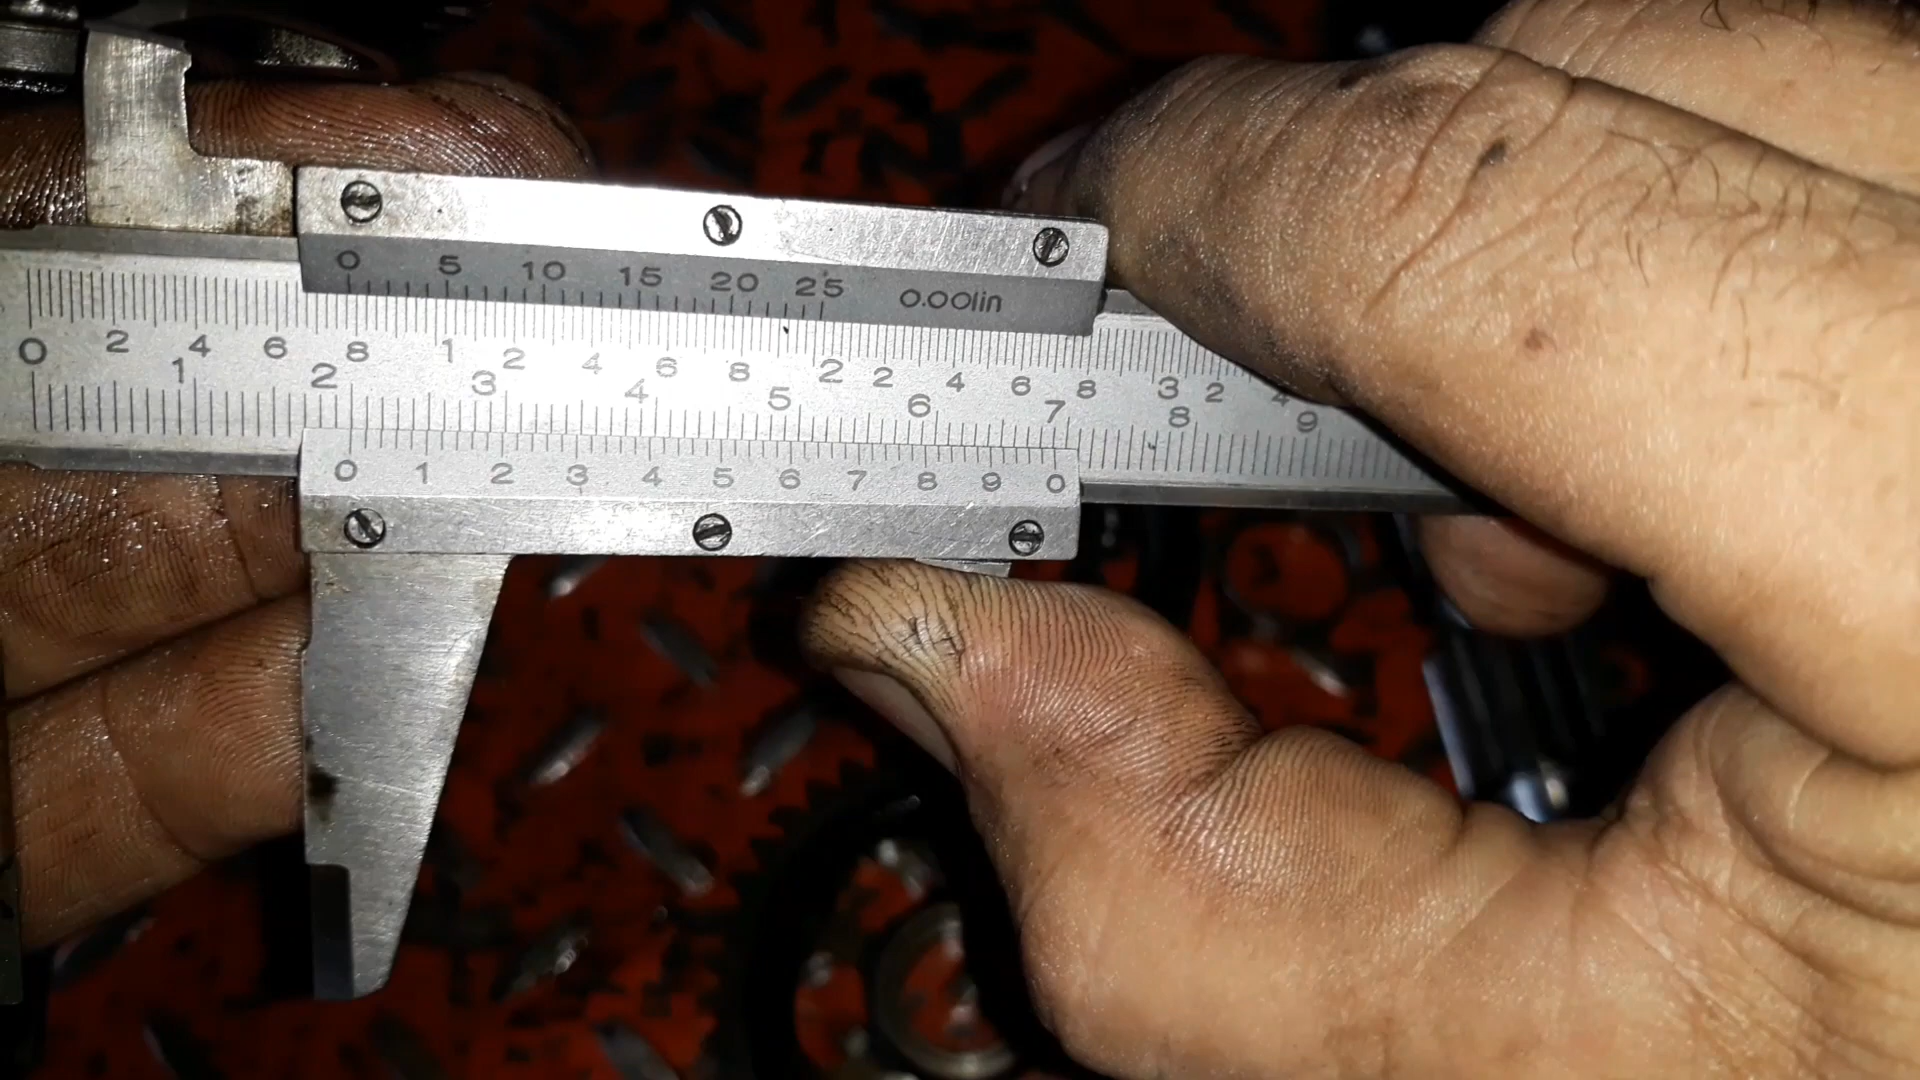 0 5 10 15 20 25 0.001in
0 2 4 6 8 1 2 4 6 8 2 2 4 6 8 3 2 4
1 2 3 4 5 6 7 8 9
0 1 2 3 4 5 6 7 8 9 0